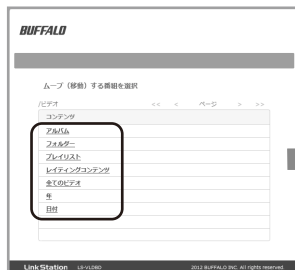 BUFFALO
ムーブ（移動）する番組を選択
/ビデオ << < ページ > >>
コンテンツ
アルバム
フォルダー
プレイリスト
レイティングコンテンツ
全てのビデオ
年
日付
LinkStation LS-VL0BD 2012 BUFFALO INC. All rights reserved.